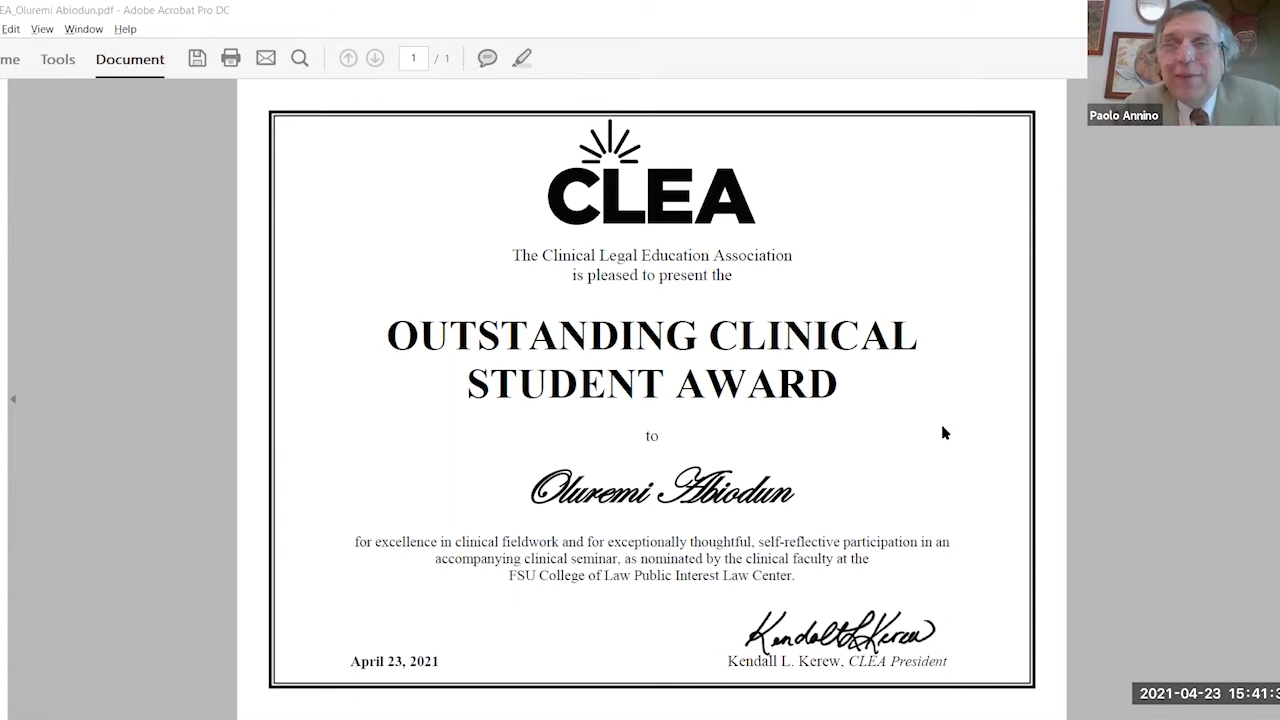 EA_Oluremi Abiodun.pdf - Adobe Acrobat Pro DC
Edit View Window Help
me Tools Document 1 / 1
Paolo Annino
CLEA
The Clinical Legal Education Association
is pleased to present the
OUTSTANDING CLINICAL
STUDENT AWARD
to
Oluremi Abiodun
for excellence in clinical fieldwork and for exceptionally thoughtful, self-reflective participation in an
accompanying clinical seminar, as nominated by the clinical faculty at the
FSU College of Law Public Interest Law Center.
Kendall L Kerew
April 23, 2021 Kendall L. Kerew, CLEA President
2021-04-23 15:41:3